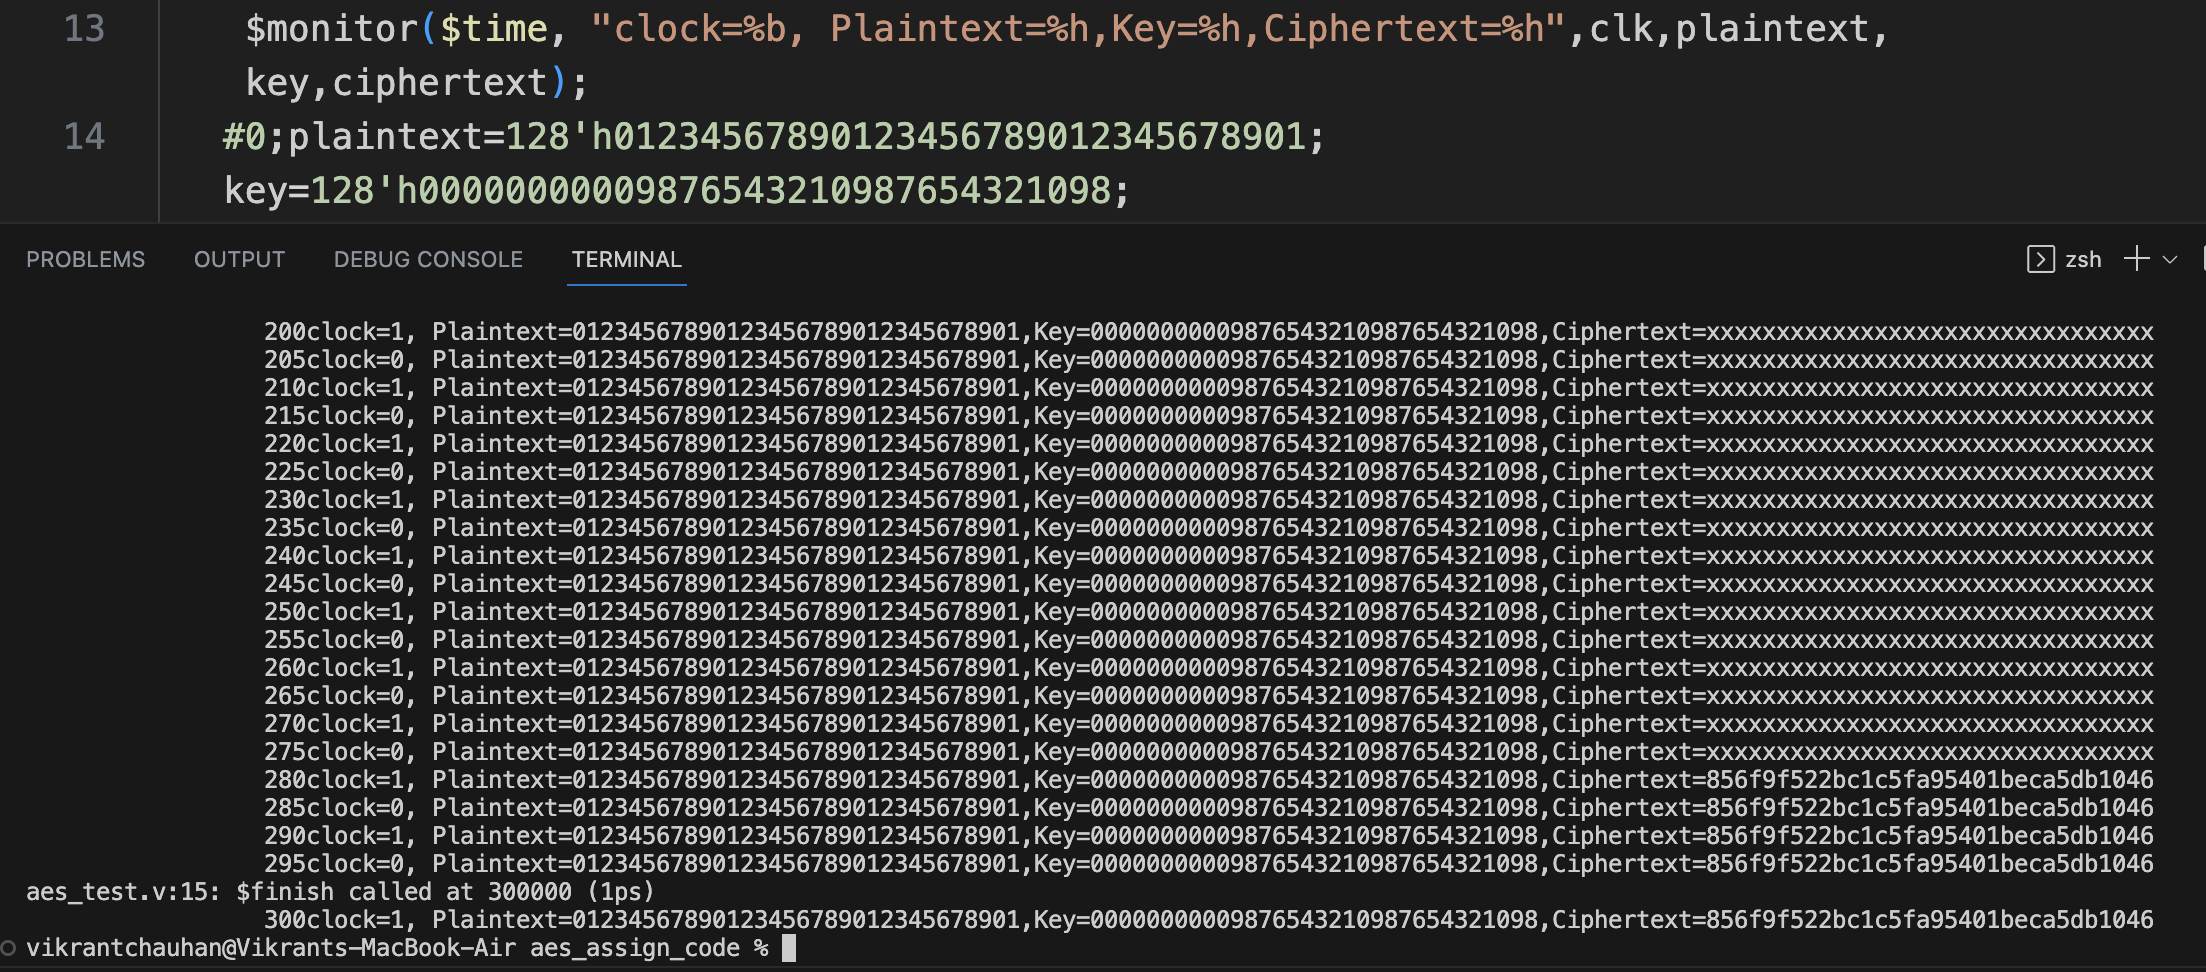 13 $monitor($time, "clock=%b, Plaintext=%h,Key=%h,Ciphertext=%h",clk,plaintext,
key,ciphertext);
14 #0;plaintext=128'h0123456789012345678901234567​8901;
key=128'h00000000009876543210987654321098;
PROBLEMS OUTPUT DEBUG CONSOLE TERMINAL zsh
200clock=1, Plaintext=01234567890123456789012345678901,Key=00000000009876543210987654321098,Ciphertext=xxxxxxxxxxxxxxxxxxxxxxxxxxxxxxxx
205clock=0, Plaintext=01234567890123456789012345678901,Key=00000000009876543210987654321098,Ciphertext=xxxxxxxxxxxxxxxxxxxxxxxxxxxxxxxx
210clock=1, Plaintext=01234567890123456789012345678901,Key=00000000009876543210987654321098,Ciphertext=xxxxxxxxxxxxxxxxxxxxxxxxxxxxxxxx
215clock=0, Plaintext=01234567890123456789012345678901,Key=00000000009876543210987654321098,Ciphertext=xxxxxxxxxxxxxxxxxxxxxxxxxxxxxxxx
220clock=1, Plaintext=01234567890123456789012345678901,Key=00000000009876543210987654321098,Ciphertext=xxxxxxxxxxxxxxxxxxxxxxxxxxxxxxxx
225clock=0, Plaintext=01234567890123456789012345678901,Key=00000000009876543210987654321098,Ciphertext=xxxxxxxxxxxxxxxxxxxxxxxxxxxxxxxx
230clock=1, Plaintext=01234567890123456789012345678901,Key=00000000009876543210987654321098,Ciphertext=xxxxxxxxxxxxxxxxxxxxxxxxxxxxxxxx
235clock=0, Plaintext=01234567890123456789012345678901,Key=00000000009876543210987654321098,Ciphertext=xxxxxxxxxxxxxxxxxxxxxxxxxxxxxxxx
240clock=1, Plaintext=01234567890123456789012345678901,Key=00000000009876543210987654321098,Ciphertext=xxxxxxxxxxxxxxxxxxxxxxxxxxxxxxxx
245clock=0, Plaintext=01234567890123456789012345678901,Key=00000000009876543210987654321098,Ciphertext=xxxxxxxxxxxxxxxxxxxxxxxxxxxxxxxx
250clock=1, Plaintext=01234567890123456789012345678901,Key=00000000009876543210987654321098,Ciphertext=xxxxxxxxxxxxxxxxxxxxxxxxxxxxxxxx
255clock=0, Plaintext=01234567890123456789012345678901,Key=00000000009876543210987654321098,Ciphertext=xxxxxxxxxxxxxxxxxxxxxxxxxxxxxxxx
260clock=1, Plaintext=01234567890123456789012345678901,Key=00000000009876543210987654321098,Ciphertext=xxxxxxxxxxxxxxxxxxxxxxxxxxxxxxxx
265clock=0, Plaintext=01234567890123456789012345678901,Key=00000000009876543210987654321098,Ciphertext=xxxxxxxxxxxxxxxxxxxxxxxxxxxxxxxx
270clock=1, Plaintext=01234567890123456789012345678901,Key=00000000009876543210987654321098,Ciphertext=xxxxxxxxxxxxxxxxxxxxxxxxxxxxxxxx
275clock=0, Plaintext=01234567890123456789012345678901,Key=00000000009876543210987654321098,Ciphertext=xxxxxxxxxxxxxxxxxxxxxxxxxxxxxxxx
280clock=1, Plaintext=01234567890123456789012345678901,Key=00000000009876543210987654321098,Ciphertext=856f9f522bc1c5fa95401beca5db1046
285clock=0, Plaintext=01234567890123456789012345678901,Key=00000000009876543210987654321098,Ciphertext=856f9f522bc1c5fa95401beca5db1046
290clock=1, Plaintext=01234567890123456789012345678901,Key=00000000009876543210987654321098,Ciphertext=856f9f522bc1c5fa95401beca5db1046
295clock=0, Plaintext=01234567890123456789012345678901,Key=00000000009876543210987654321098,Ciphertext=856f9f522bc1c5fa95401beca5db1046
aes_test.v:15: $finish called at 300000 (1ps)
300clock=1, Plaintext=01234567890123456789012345678901,Key=00000000009876543210987654321098,Ciphertext=856f9f522bc1c5fa95401beca5db1046
vikrantchauhan@Vikrants-MacBook-Air aes_assign_code %